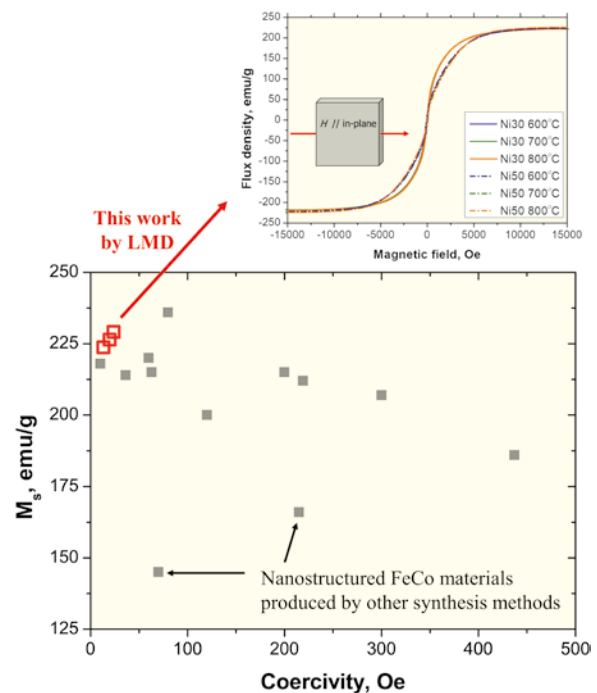 250
200
150
100
50
0
-50
-100
-150
-200
-250
Flux density, emu/g
H // in-plane
Ni30 600°C
Ni30 700°C
Ni30 800°C
Ni50 600°C
Ni50 700°C
Ni50 800°C
-15000 -10000 -5000 0 5000 10000 15000
Magnetic field, Oe
This work
by LMD
250
225
200
175
150
125
Ms, emu/g
Nanostructured FeCo materials
produced by other synthesis methods
0 100 200 300 400 500
Coercivity, Oe